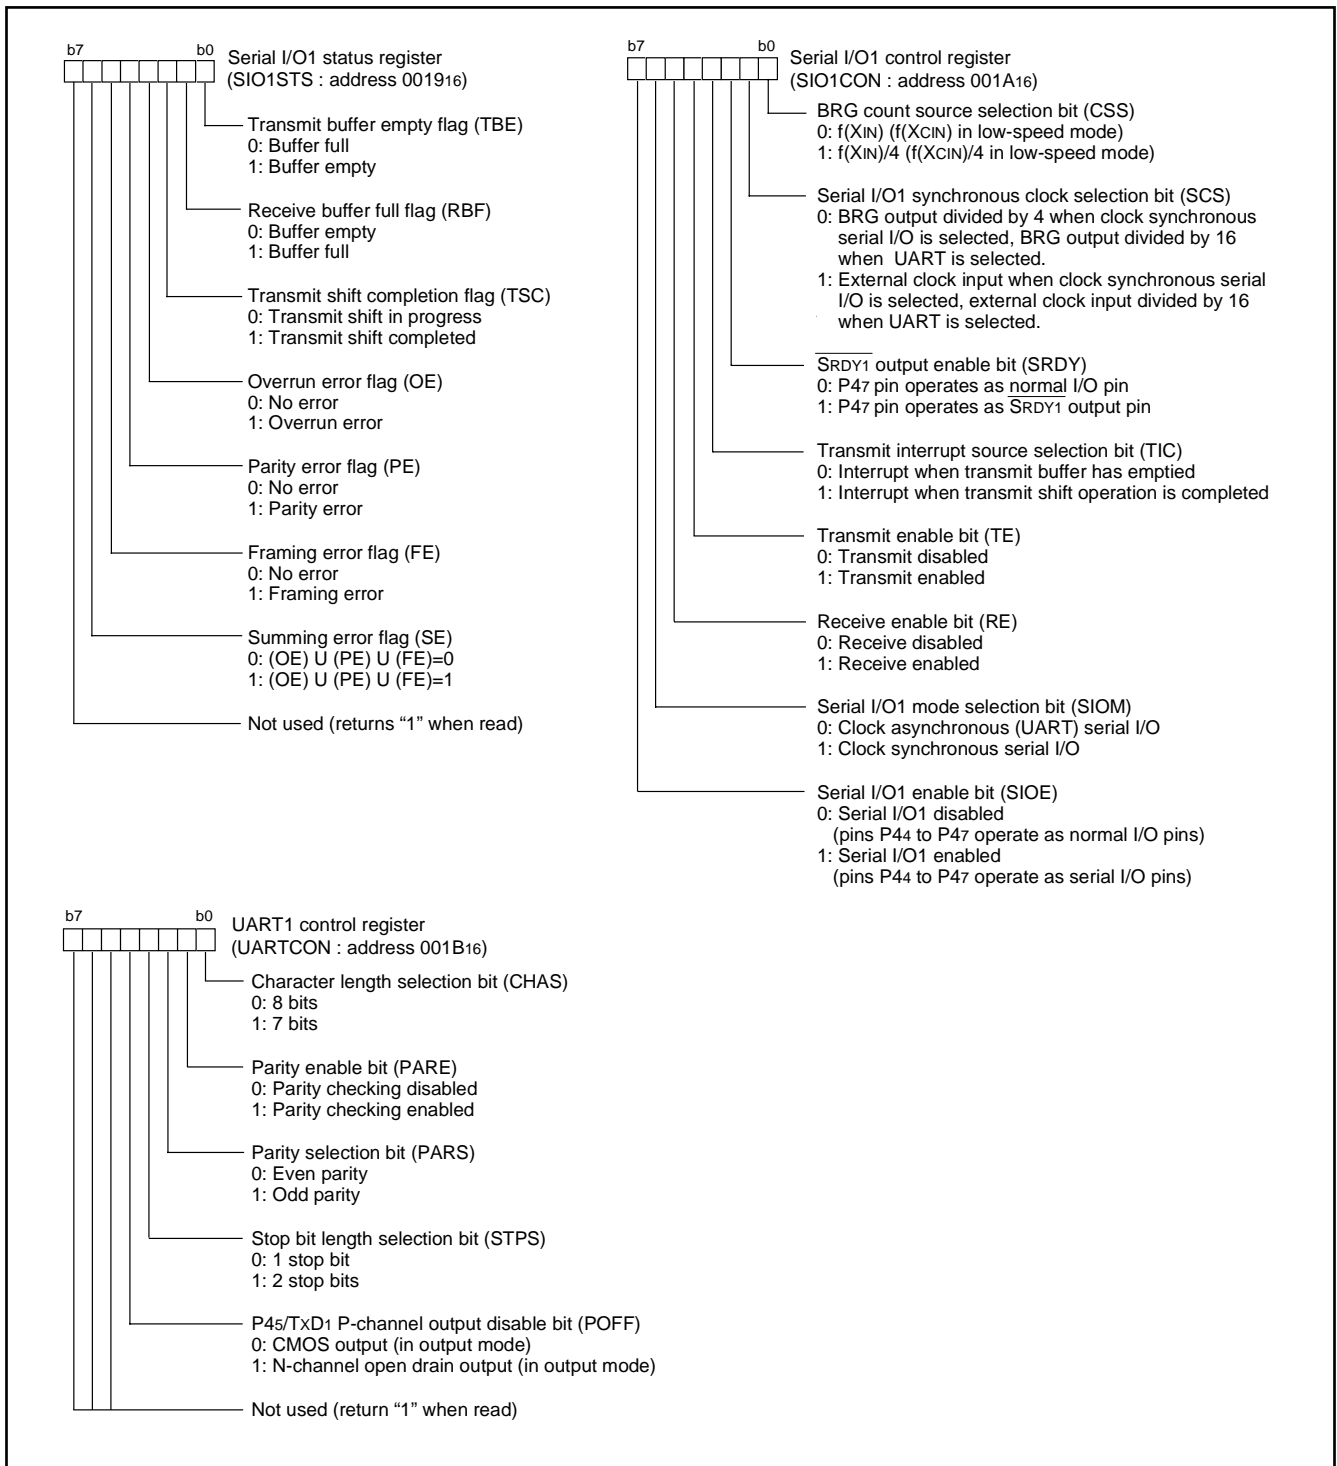 b7 b0 Serial I/O1 status register
(SIO1STS : address 001916)
Transmit buffer empty flag (TBE)
0: Buffer full
1: Buffer empty
Receive buffer full flag (RBF)
0: Buffer empty
1: Buffer full
Transmit shift completion flag (TSC)
0: Transmit shift in progress
1: Transmit shift completed
Overrun error flag (OE)
0: No error
1: Overrun error
Parity error flag (PE)
0: No error
1: Parity error
Framing error flag (FE)
0: No error
1: Framing error
Summing error flag (SE)
0: (OE) U (PE) U (FE)=0
1: (OE) U (PE) U (FE)=1
Not used (returns “1” when read)
b7 b0 Serial I/O1 control register
(SIO1CON : address 001A16)
BRG count source selection bit (CSS)
0: f(XIN) (f(XCIN) in low-speed mode)
1: f(XIN)/4 (f(XCIN)/4 in low-speed mode)
Serial I/O1 synchronous clock selection bit (SCS)
0: BRG output divided by 4 when clock synchronous
serial I/O is selected, BRG output divided by 16
when UART is selected.
1: External clock input when clock synchronous serial
I/O is selected, external clock input divided by 16
when UART is selected.
SRDY1 output enable bit (SRDY)
0: P47 pin operates as normal I/O pin
1: P47 pin operates as SRDY1 output pin
Transmit interrupt source selection bit (TIC)
0: Interrupt when transmit buffer has emptied
1: Interrupt when transmit shift operation is completed
Transmit enable bit (TE)
0: Transmit disabled
1: Transmit enabled
Receive enable bit (RE)
0: Receive disabled
1: Receive enabled
Serial I/O1 mode selection bit (SIOM)
0: Clock asynchronous (UART) serial I/O
1: Clock synchronous serial I/O
Serial I/O1 enable bit (SIOE)
0: Serial I/O1 disabled
(pins P44 to P47 operate as normal I/O pins)
1: Serial I/O1 enabled
(pins P44 to P47 operate as serial I/O pins)
b7 b0 UART1 control register
(UARTCON : address 001B16)
Character length selection bit (CHAS)
0: 8 bits
1: 7 bits
Parity enable bit (PARE)
0: Parity checking disabled
1: Parity checking enabled
Parity selection bit (PARS)
0: Even parity
1: Odd parity
Stop bit length selection bit (STPS)
0: 1 stop bit
1: 2 stop bits
P45/TXD1 P-channel output disable bit (POFF)
0: CMOS output (in output mode)
1: N-channel open drain output (in output mode)
Not used (return “1” when read)